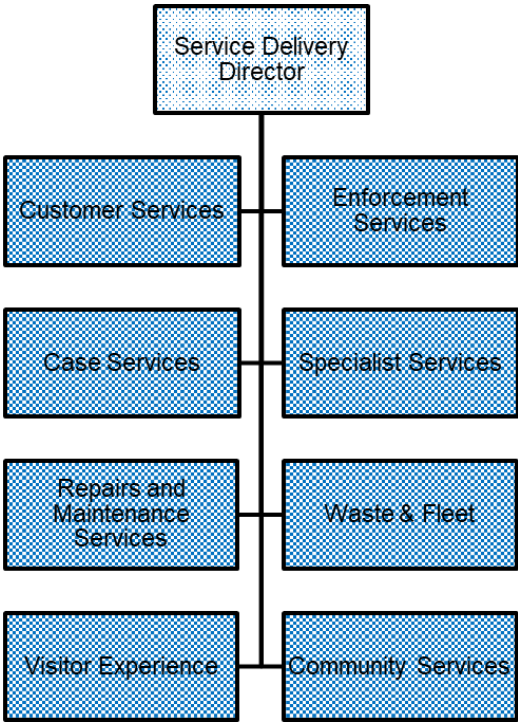 Service Delivery
Director
Customer Services
Enforcement
Services
Case Services
Specialist Services
Repairs and
Maintenance
Services
Waste & Fleet
Visitor Experience
Community Services